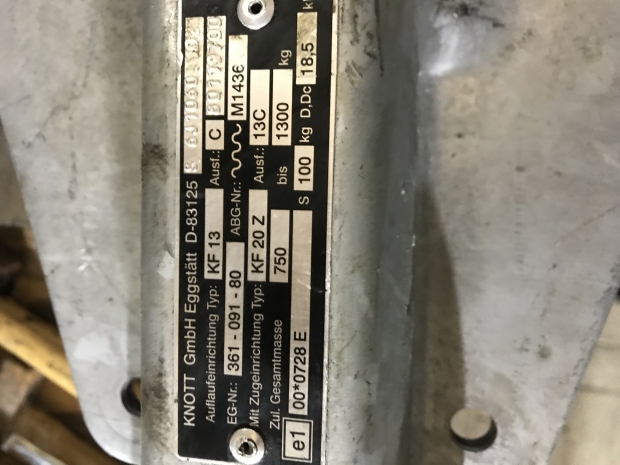 KNOTT GmbH Eggstätt D-83125
Auflaufeinrichtung Typ: KF 13 Ausf.: C
EG-Nr.: 361-091-80 ABG-Nr.: M1436
Mit Zugeinrichtung Typ: KF 20 Z Ausf.: 13C
Zul. Gesamtmasse 750 bis 1300 kg
e1 00*0728 E S 100 kg D,Dc 18,5